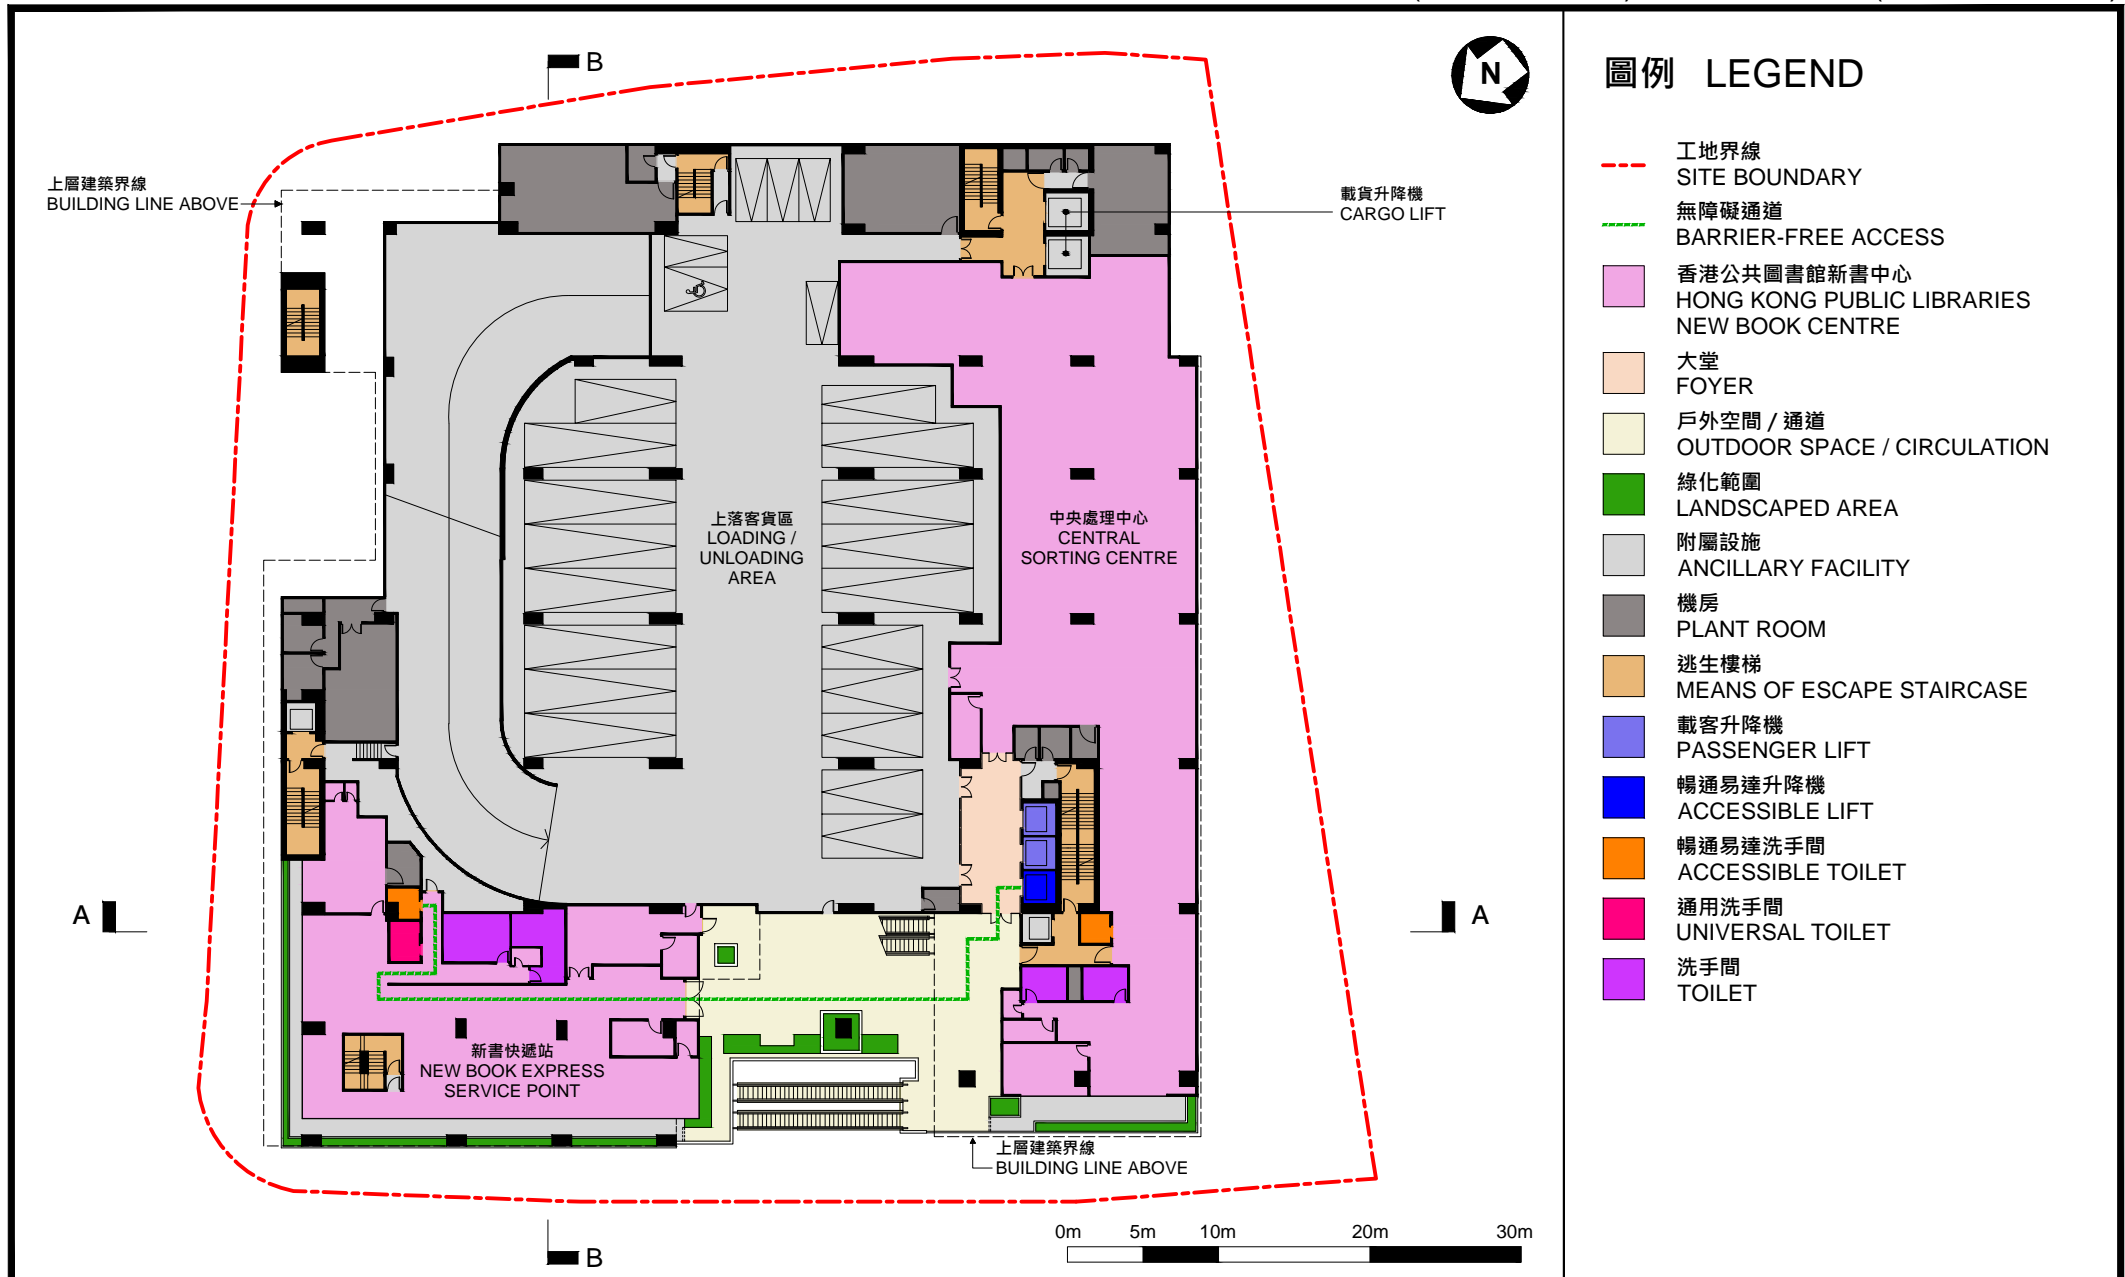 B
N
上層建築界線
BUILDING LINE ABOVE
載貨升降機
CARGO LIFT
上落客貨區
LOADING /
UNLOADING
AREA
中央處理中心
CENTRAL
SORTING CENTRE
A
A
新書快遞站
NEW BOOK EXPRESS
SERVICE POINT
上層建築界線
BUILDING LINE ABOVE
B
0m 5m 10m 20m 30m
圖例 LEGEND
工地界線
SITE BOUNDARY
無障礙通道
BARRIER-FREE ACCESS
香港公共圖書館新書中心
HONG KONG PUBLIC LIBRARIES
NEW BOOK CENTRE
大堂
FOYER
戶外空間 / 通道
OUTDOOR SPACE / CIRCULATION
綠化範圍
LANDSCAPED AREA
附屬設施
ANCILLARY FACILITY
機房
PLANT ROOM
逃生樓梯
MEANS OF ESCAPE STAIRCASE
載客升降機
PASSENGER LIFT
暢通易達升降機
ACCESSIBLE LIFT
暢通易達洗手間
ACCESSIBLE TOILET
通用洗手間
UNIVERSAL TOILET
洗手間
TOILET